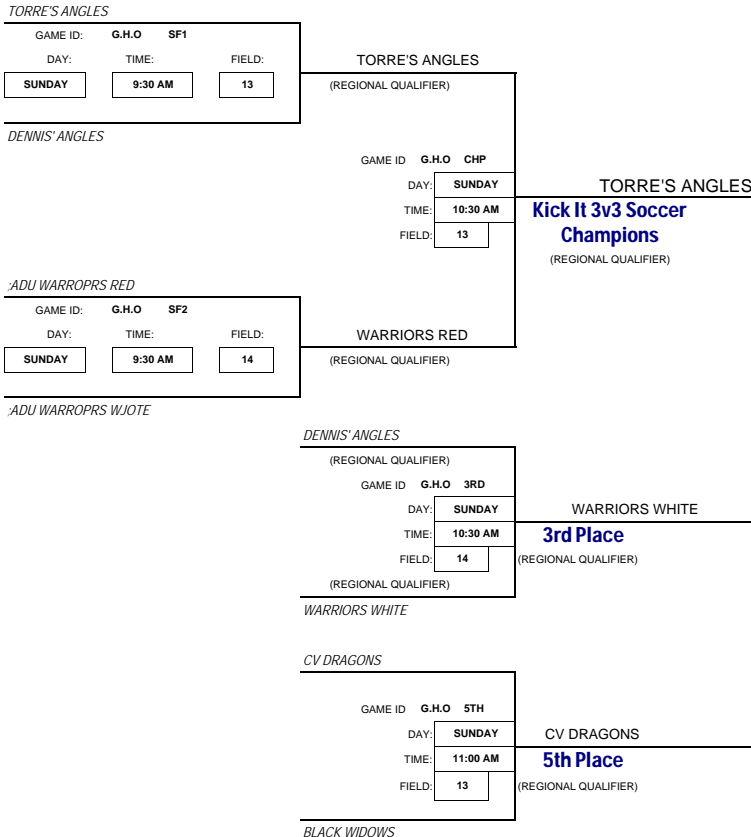 TORRE'S ANGLES
GAME ID: G.H.O SF1
DAY: TIME: FIELD:
SUNDAY 9:30 AM 13
DENNIS' ANGLES
TORRE'S ANGLES
(REGIONAL QUALIFIER)
GAME ID G.H.O CHP
DAY: SUNDAY
TIME: 10:30 AM
FIELD: 13
TORRE'S ANGLES
Kick It 3v3 Soccer
Champions
(REGIONAL QUALIFIER)
;ADU WARROPRS RED
GAME ID: G.H.O SF2
DAY: TIME: FIELD:
SUNDAY 9:30 AM 14
;ADU WARROPRS WJOTE
WARRIORS RED
(REGIONAL QUALIFIER)
DENNIS' ANGLES
(REGIONAL QUALIFIER)
GAME ID G.H.O 3RD
DAY: SUNDAY
TIME: 10:30 AM
FIELD: 14
(REGIONAL QUALIFIER)
WARRIORS WHITE
WARRIORS WHITE
3rd Place
(REGIONAL QUALIFIER)
CV DRAGONS
GAME ID G.H.O 5TH
DAY: SUNDAY
TIME: 11:00 AM
FIELD: 13
BLACK WIDOWS
CV DRAGONS
5th Place
(REGIONAL QUALIFIER)